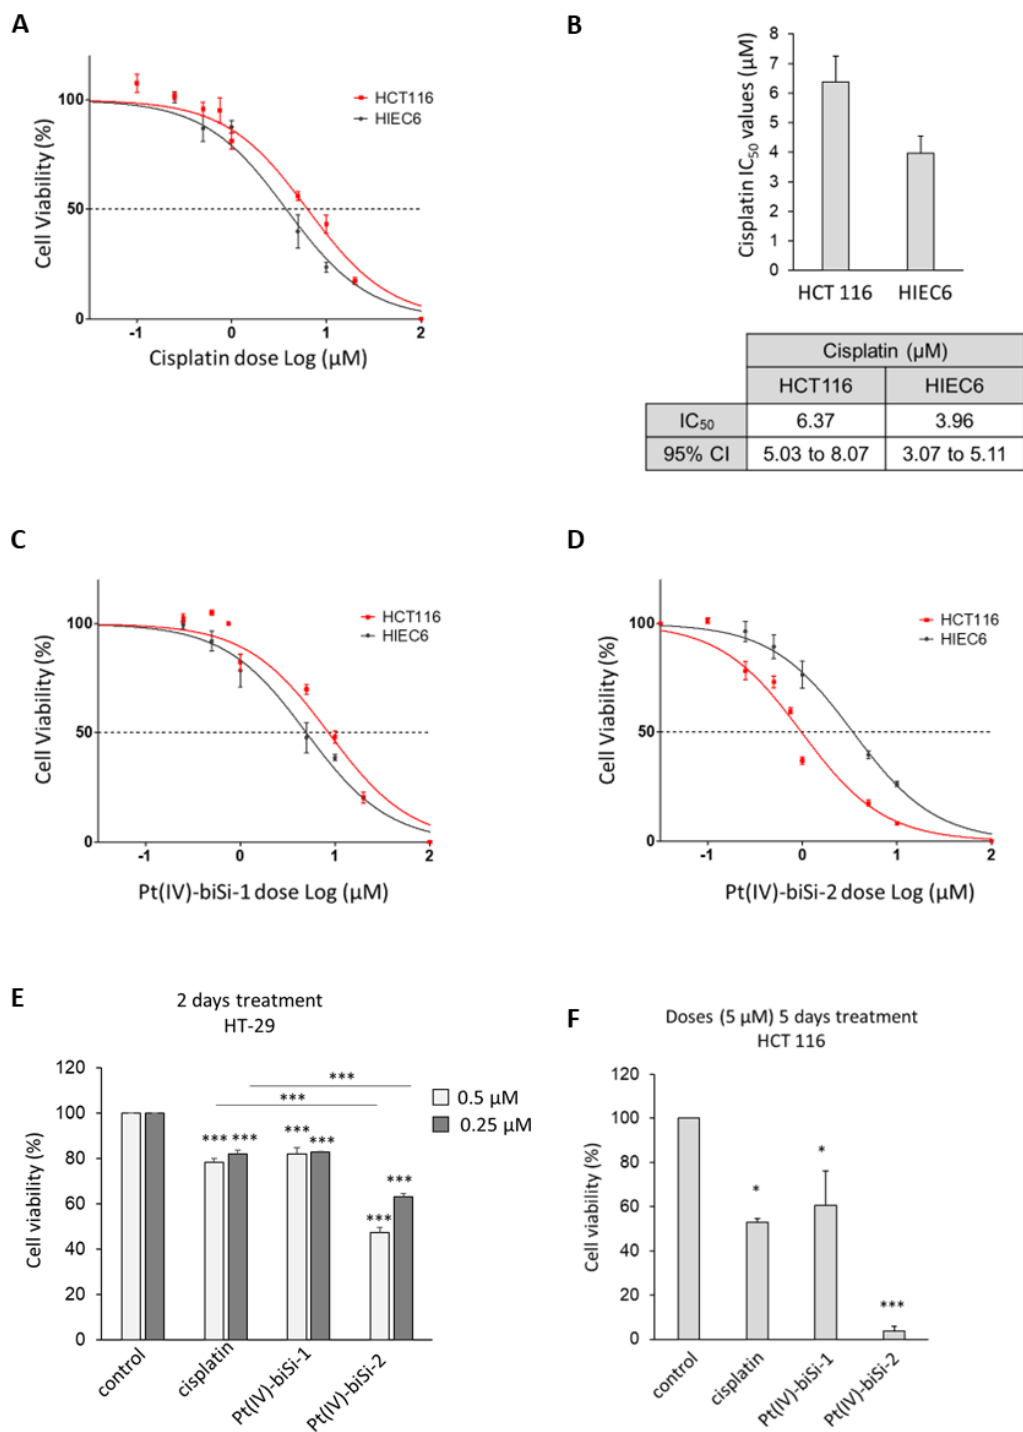 A
Cell Viability (%)
100
50
0
-1
0
1
2
HCT116
HIEC6
Cisplatin dose Log (µM)
B
Cisplatin IC50 values (µM)
8
7
6
5
4
3
2
1
0
HCT 116
HIEC6
Cisplatin (µM)
HCT116 HIEC6
IC50 6.37 3.96
95% CI 5.03 to 8.07 3.07 to 5.11
C
Cell Viability (%)
100
50
0
-1
0
1
2
HCT116
HIEC6
Pt(IV)-biSi-1 dose Log (µM)
D
Cell Viability (%)
100
50
0
-1
0
1
2
HCT116
HIEC6
Pt(IV)-biSi-2 dose Log (µM)
E
2 days treatment
HT-29
Cell viability (%)
120
100
80
60
40
20
0
***
***
*** ***
***
***
***
***
0.5 µM
0.25 µM
control
cisplatin
Pt(IV)-biSi-1
Pt(IV)-biSi-2
F
Doses (5 µM) 5 days treatment
HCT 116
Cell viability (%)
120
100
80
60
40
20
0
*
*
***
control
cisplatin
Pt(IV)-biSi-1
Pt(IV)-biSi-2